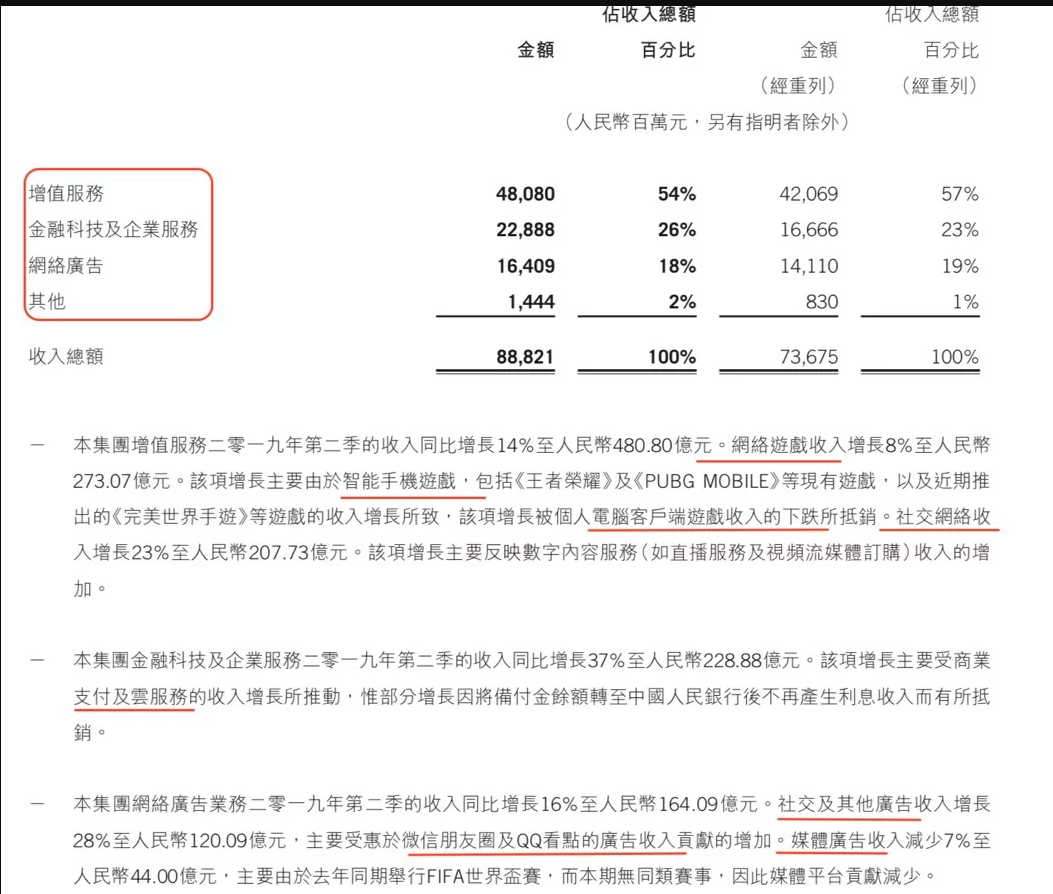 佔收入總額 佔收入總額
金額 百分比 金額 百分比
（經重列） （經重列）
（人民幣百萬元，另有指明者除外）
增值服務 48,080 54% 42,069 57%
金融科技及企業服務 22,888 26% 16,666 23%
網絡廣告 16,409 18% 14,110 19%
其他 1,444 2% 830 1%
收入總額 88,821 100% 73,675 100%
— 本集團增值服務二零一九年第二季的收入同比增長14%至人民幣480.80億元。網絡遊戲收入增長8%至人民幣
273.07億元。該項增長主要由於智能手機遊戲，包括《王者榮耀》及《PUBG MOBILE》等現有遊戲，以及近期推
出的《完美世界手遊》等遊戲的收入增長所致，該項增長被個人電腦客戶端遊戲收入的下跌所抵銷。社交網絡收
入增長23%至人民幣207.73億元。該項增長主要反映數字內容服務（如直播服務及視頻流媒體訂購）收入的增
加。
— 本集團金融科技及企業服務二零一九年第二季的收入同比增長37%至人民幣228.88億元。該項增長主要受商業
支付及雲服務的收入增長所推動，惟部分增長因將備付金餘額轉至中國人民銀行後不再產生利息收入而有所抵
銷。
— 本集團網絡廣告業務二零一九年第二季的收入同比增長16%至人民幣164.09億元。社交及其他廣告收入增長
28%至人民幣120.09億元，主要受惠於微信朋友圈及QQ看點的廣告收入貢獻的增加。媒體廣告收入減少7%至
人民幣44.00億元，主要由於去年同期舉行FIFA世界盃賽，而本期無同類賽事，因此媒體平台貢獻減少。